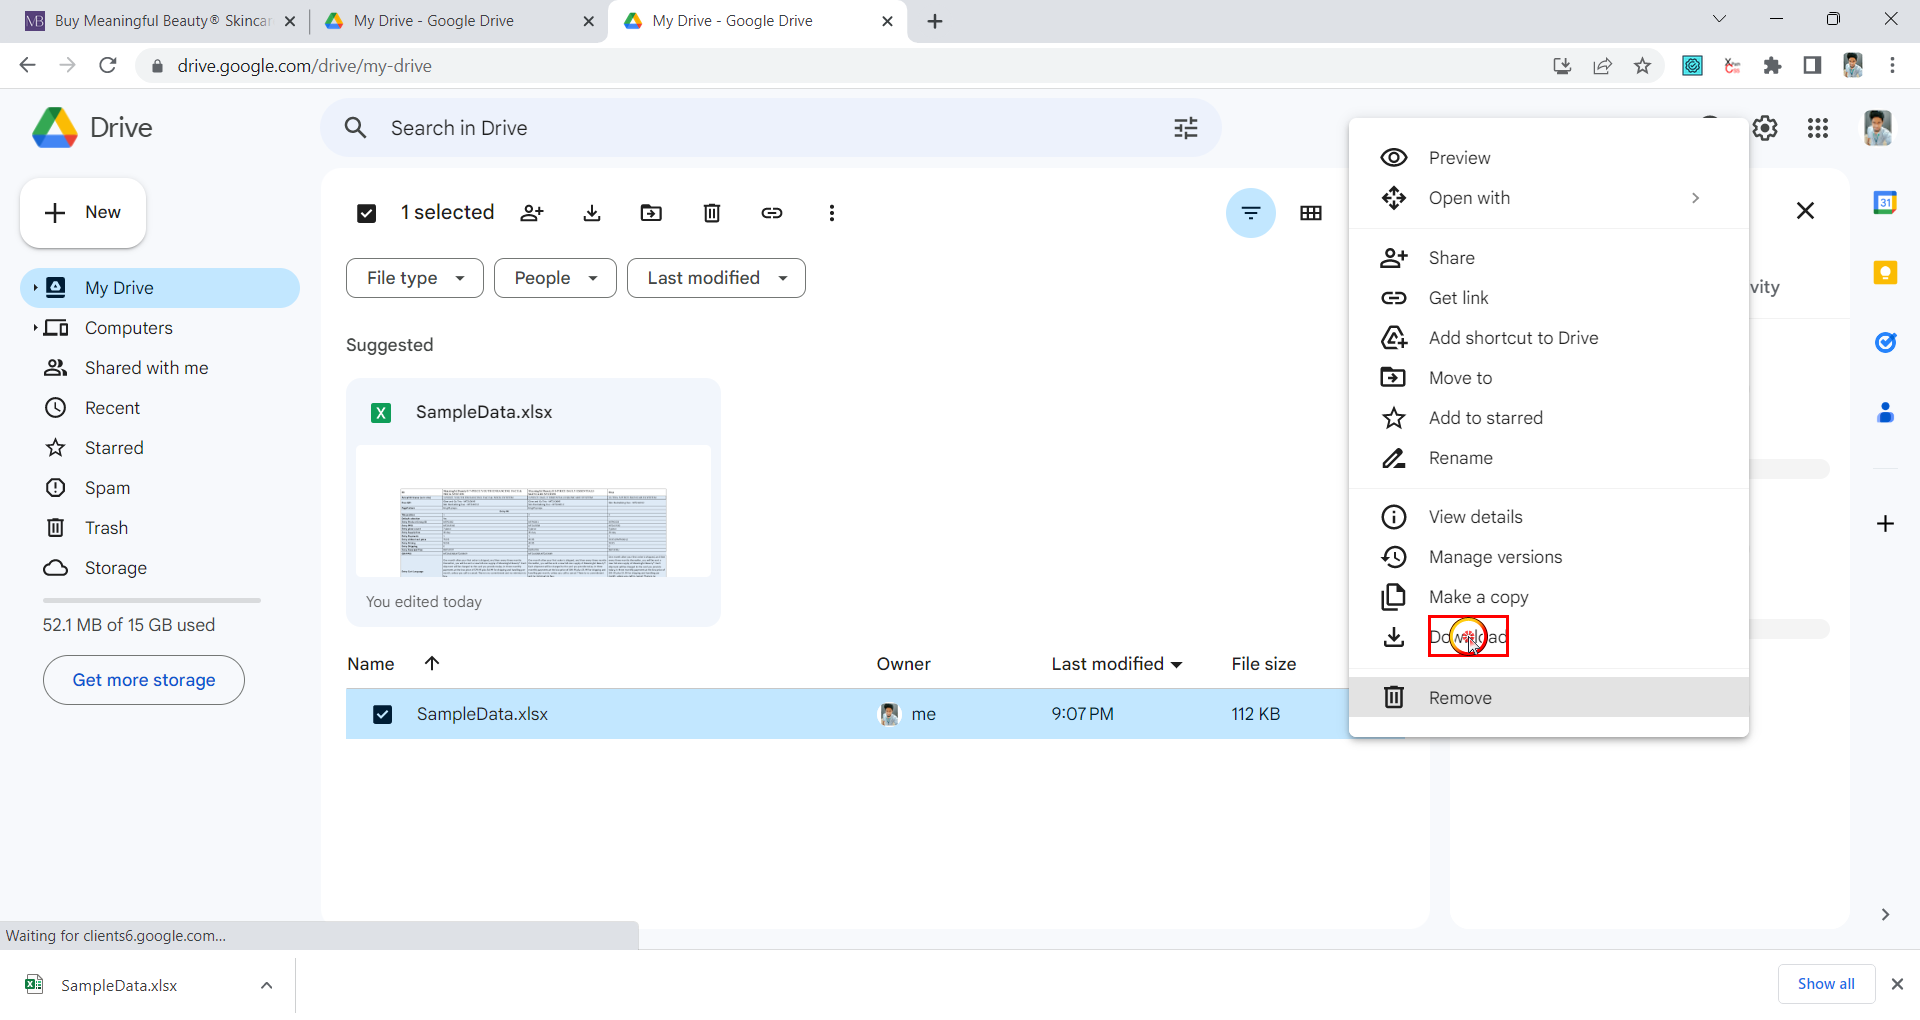 Buy Meaningful Beauty® Skincar
My Drive - Google Drive
My Drive - Google Drive
drive.google.com/drive/my-drive
Drive
Search in Drive
New
My Drive
Computers
Shared with me
Recent
Starred
Spam
Trash
Storage
52.1 MB of 15 GB used
Get more storage
1 selected
File type
People
Last modified
Suggested
X SampleData.xlsx
You edited today
Name
Owner
Last modified
File size
SampleData.xlsx
me
9:07 PM
112 KB
Preview
Open with
Share
Get link
Add shortcut to Drive
Move to
Add to starred
Rename
View details
Manage versions
Make a copy
Download
Remove
vity
31
Waiting for clients6.google.com...
SampleData.xlsx
Show all